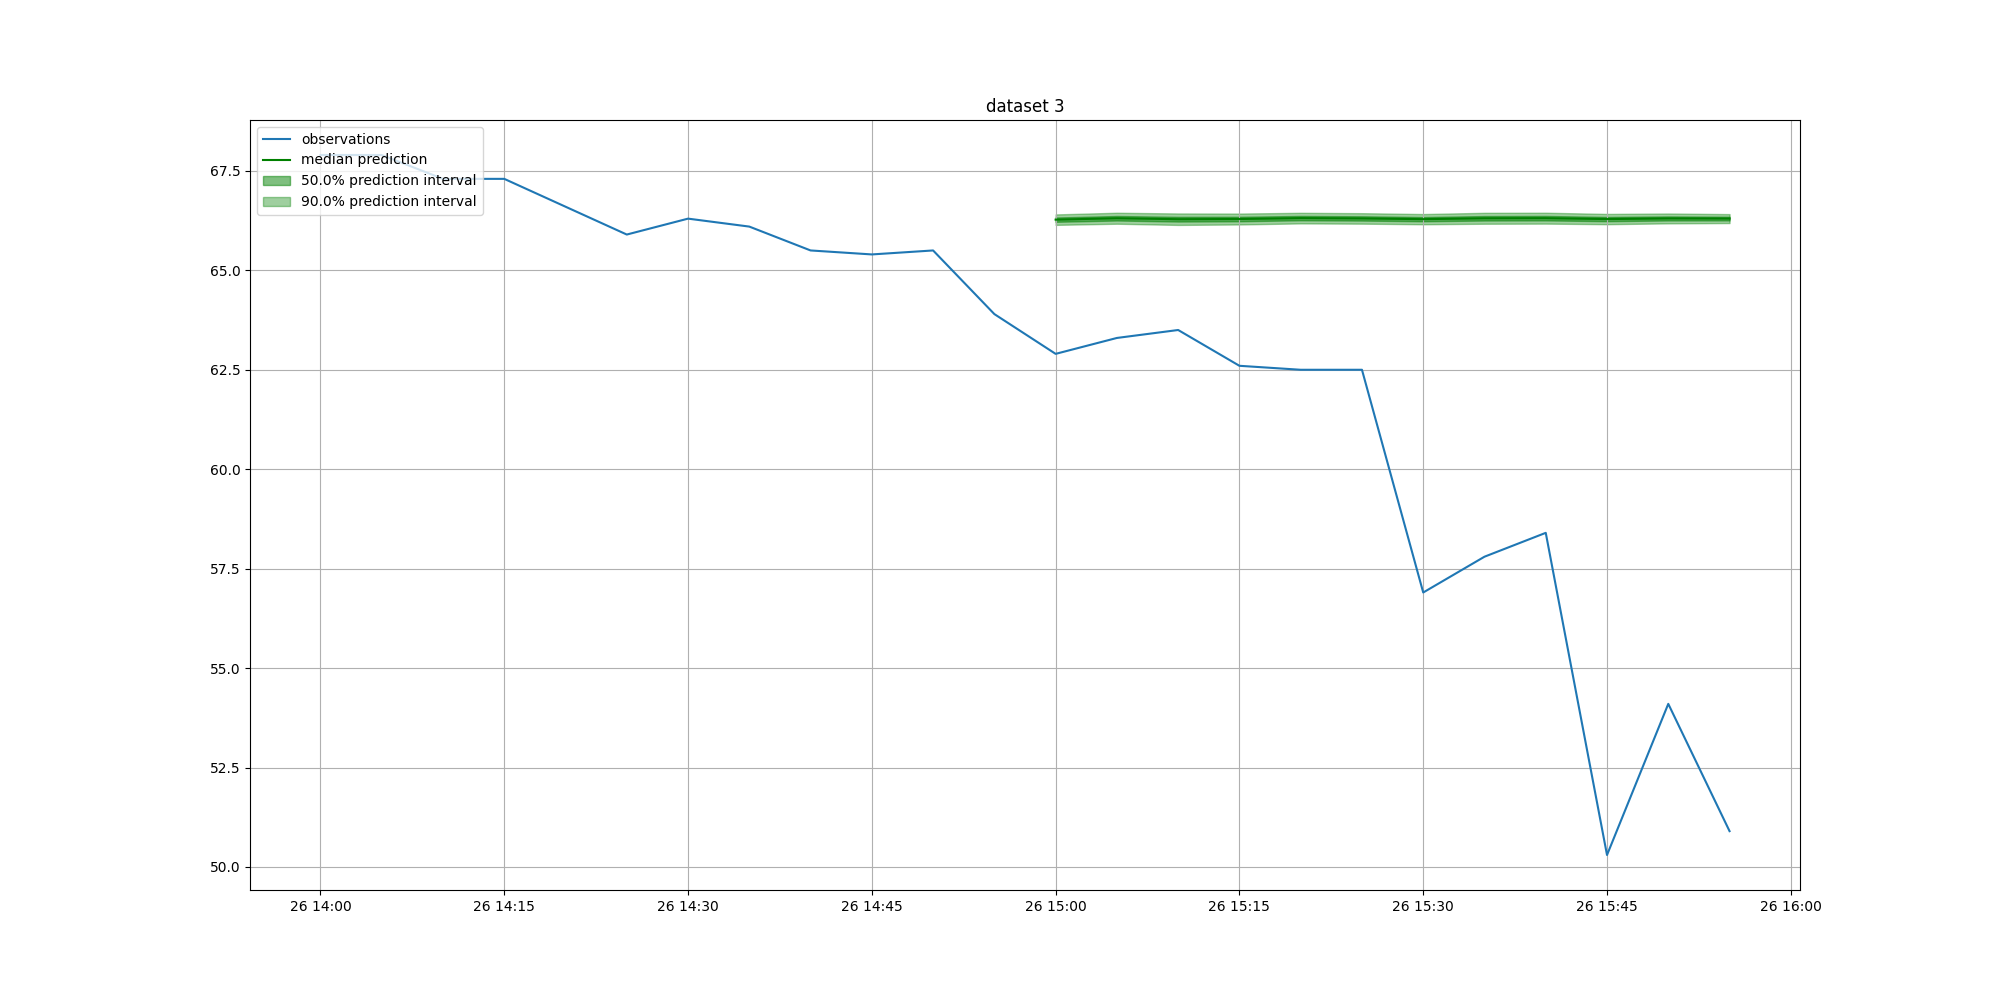 dataset 3
observations
median prediction
50.0% prediction interval
90.0% prediction interval
67.5
65.0
62.5
60.0
57.5
55.0
52.5
50.0
26 14:00 26 14:15 26 14:30 26 14:45 26 15:00 26 15:15 26 15:30 26 15:45 26 16:00